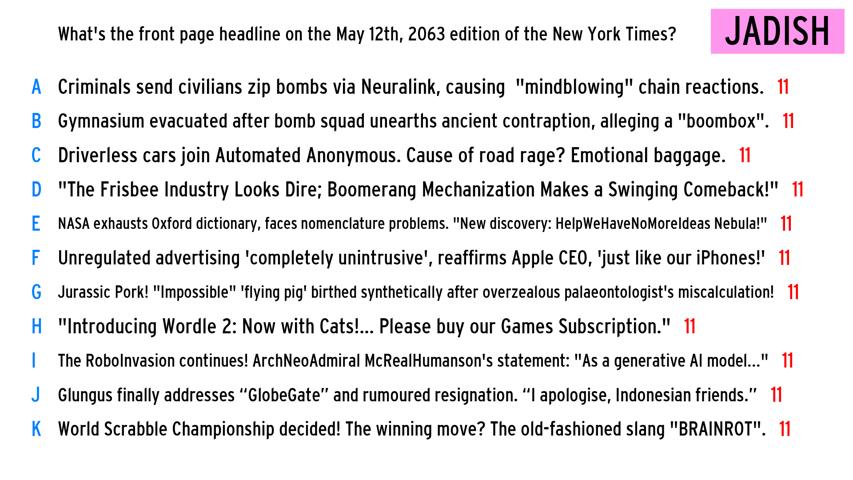 What's the front page headline on the May 12th, 2063 edition of the New York Times? JADISH
A Criminals send civilians zip bombs via Neuralink, causing "mindblowing" chain reactions. 11
B Gymnasium evacuated after bomb squad unearths ancient contraption, alleging a "boombox". 11
C Driverless cars join Automated Anonymous. Cause of road rage? Emotional baggage. 11
D "The Frisbee Industry Looks Dire; Boomerang Mechanization Makes a Swinging Comeback!" 11
E NASA exhausts Oxford dictionary, faces nomenclature problems. "New discovery: HelpWeHaveNoMoreIdeas Nebula!" 11
F Unregulated advertising 'completely unintrusive', reaffirms Apple CEO, 'just like our iPhones!' 11
G Jurassic Pork! "Impossible" 'flying pig' birthed synthetically after overzealous palaeontologist's miscalculation! 11
H "Introducing Wordle 2: Now with Cats!... Please buy our Games Subscription." 11
I The RoboInvasion continues! ArchNeoAdmiral McRealHumanson's statement: "As a generative AI model..." 11
J Glungus finally addresses “GlobeGate” and rumoured resignation. “I apologise, Indonesian friends.” 11
K World Scrabble Championship decided! The winning move? The old-fashioned slang "BRAINROT". 11